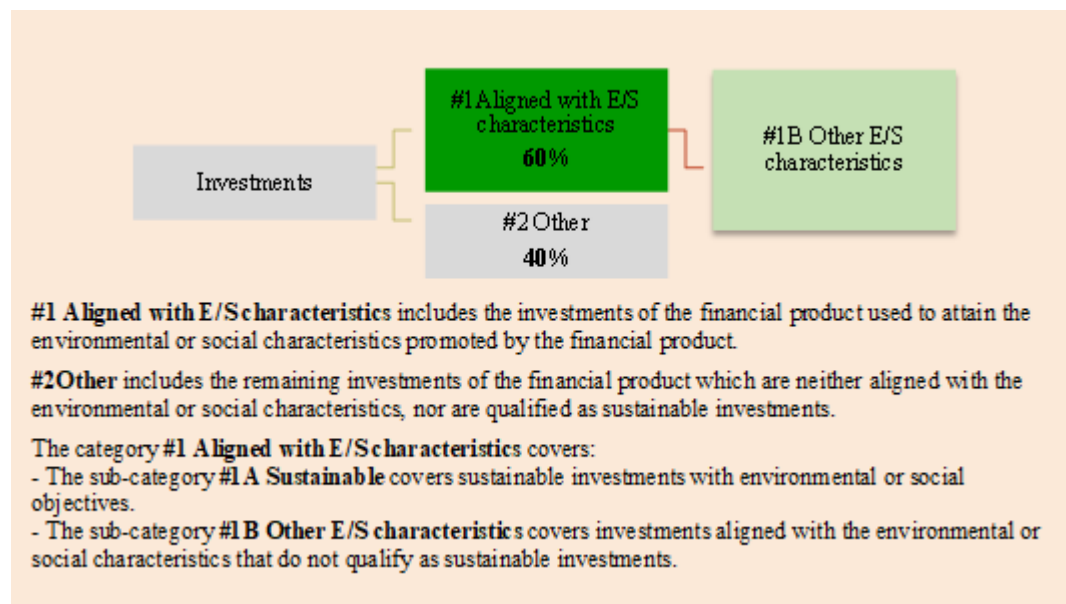 #1Aligned with E/S
characteristics
60%
#1B Other E/S
characteristics
Investments
#2 Other
40%
#1 Aligned with E/S characteristics includes the investments of the financial product used to attain the
environmental or social characteristics promoted by the financial product.
#2Other includes the remaining investments of the financial product which are neither aligned with the
environmental or social characteristics, nor are qualified as sustainable investments.
The category #1 Aligned with E/S characteristics covers:
- The sub-category #1A Sustainable covers sustainable investments with environmental or social
objectives.
- The sub-category #1B Other E/S characteristics covers investments aligned with the environmental or
social characteristics that do not qualify as sustainable investments.